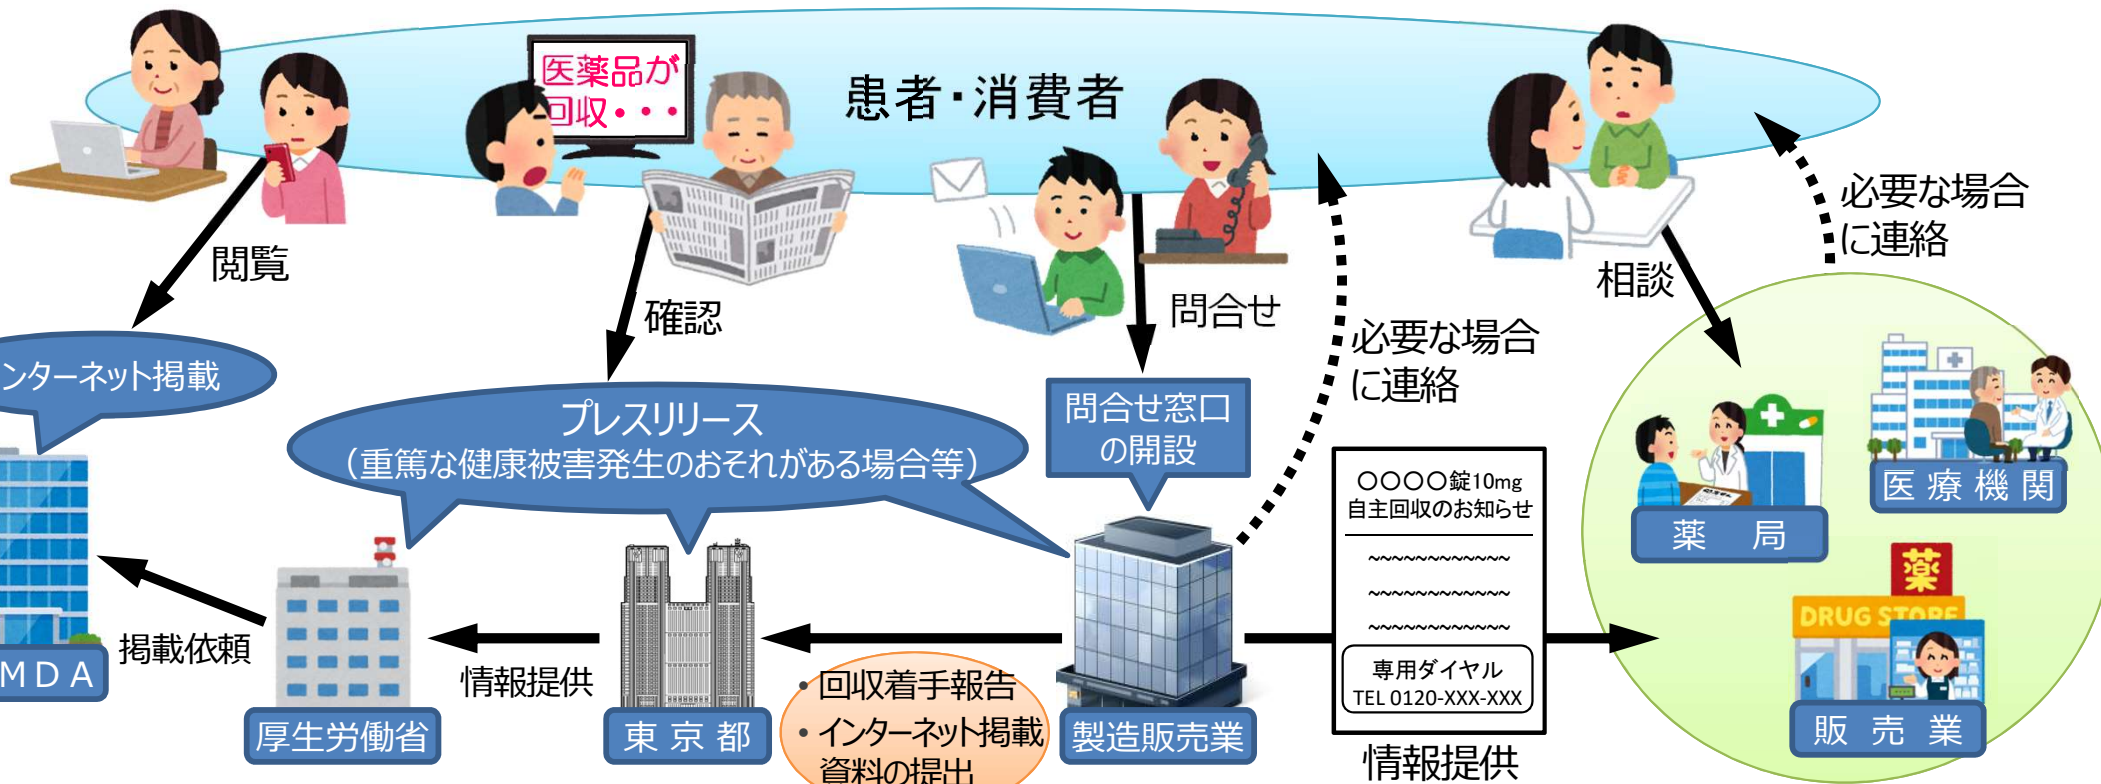 医薬品が
回収・・・
患者・消費者
閲覧
確認
問合せ
必要な場合
に連絡
相談
必要な場合
に連絡
ンターネット掲載
プレスリリース
（重篤な健康被害発生のおそれがある場合等）
問合せ窓口
の開設
〇〇〇〇錠10mg
自主回収のお知らせ
~~~~~~~~~~~~
~~~~~~~~~~~~
~~~~~~~~~~~~
専用ダイヤル
TEL 0120-XXX-XXX
情報提供
医療機関
薬局
薬
DRUG STORE
販売業
MDA
掲載依頼
厚生労働省
情報提供
東京都
・回収着手報告
・インターネット掲載
資料の提出
製造販売業